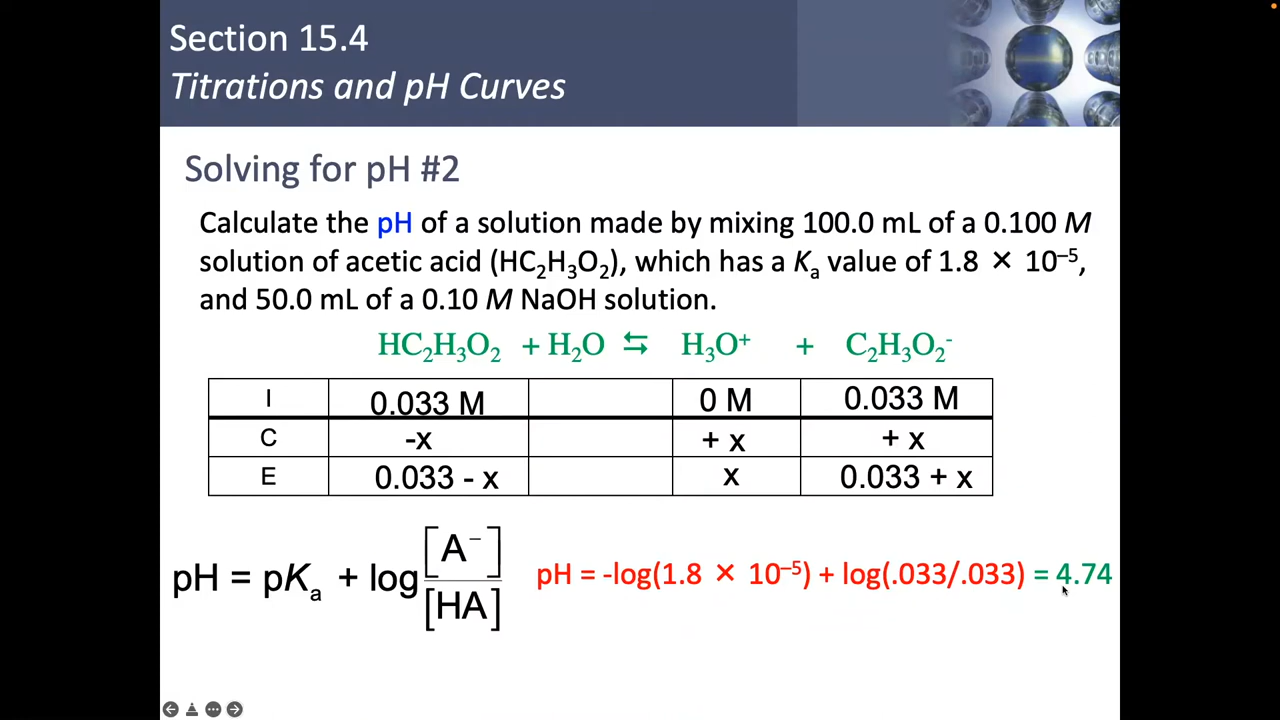 Section 15.4
Titrations and pH Curves
Solving for pH #2
Calculate the pH of a solution made by mixing 100.0 mL of a 0.100 M
solution of acetic acid (HC₂H₃O₂), which has a Kₐ value of 1.8 × 10⁻⁵,
and 50.0 mL of a 0.10 M NaOH solution.
HC₂H₃O₂ + H₂O ⇆ H₃O⁺ + C₂H₃O₂⁻
I 0.033 M 0 M 0.033 M
C -x + x + x
E 0.033 - x x 0.033 + x
pH = pKₐ + log [A⁻]/[HA] pH = -log(1.8 × 10⁻⁵) + log(.033/.033) = 4.74